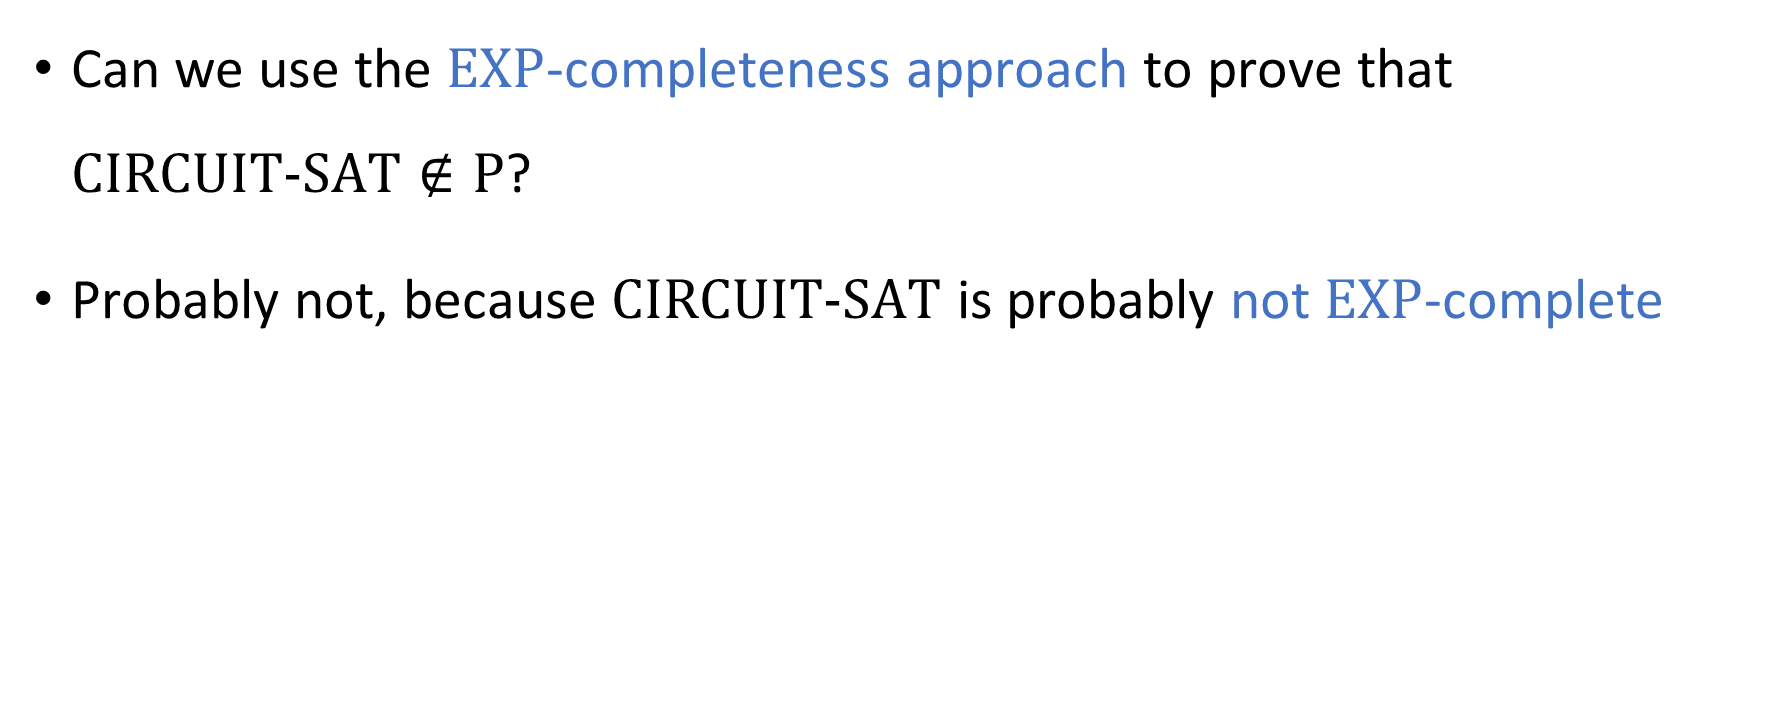 • Can we use the EXP-completeness approach to prove that
CIRCUIT-SAT ∉ P?
• Probably not, because CIRCUIT-SAT is probably not EXP-complete